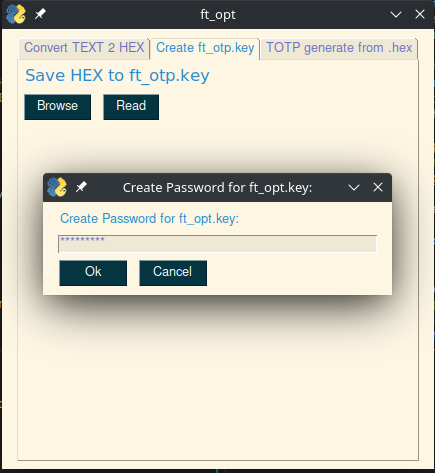 ft_opt
Convert TEXT 2 HEX
Create ft_otp.key
TOTP generate from .hex
Save HEX to ft_otp.key
Browse
Read
Create Password for ft_opt.key:
Create Password for ft_opt.key:
*********
Ok
Cancel